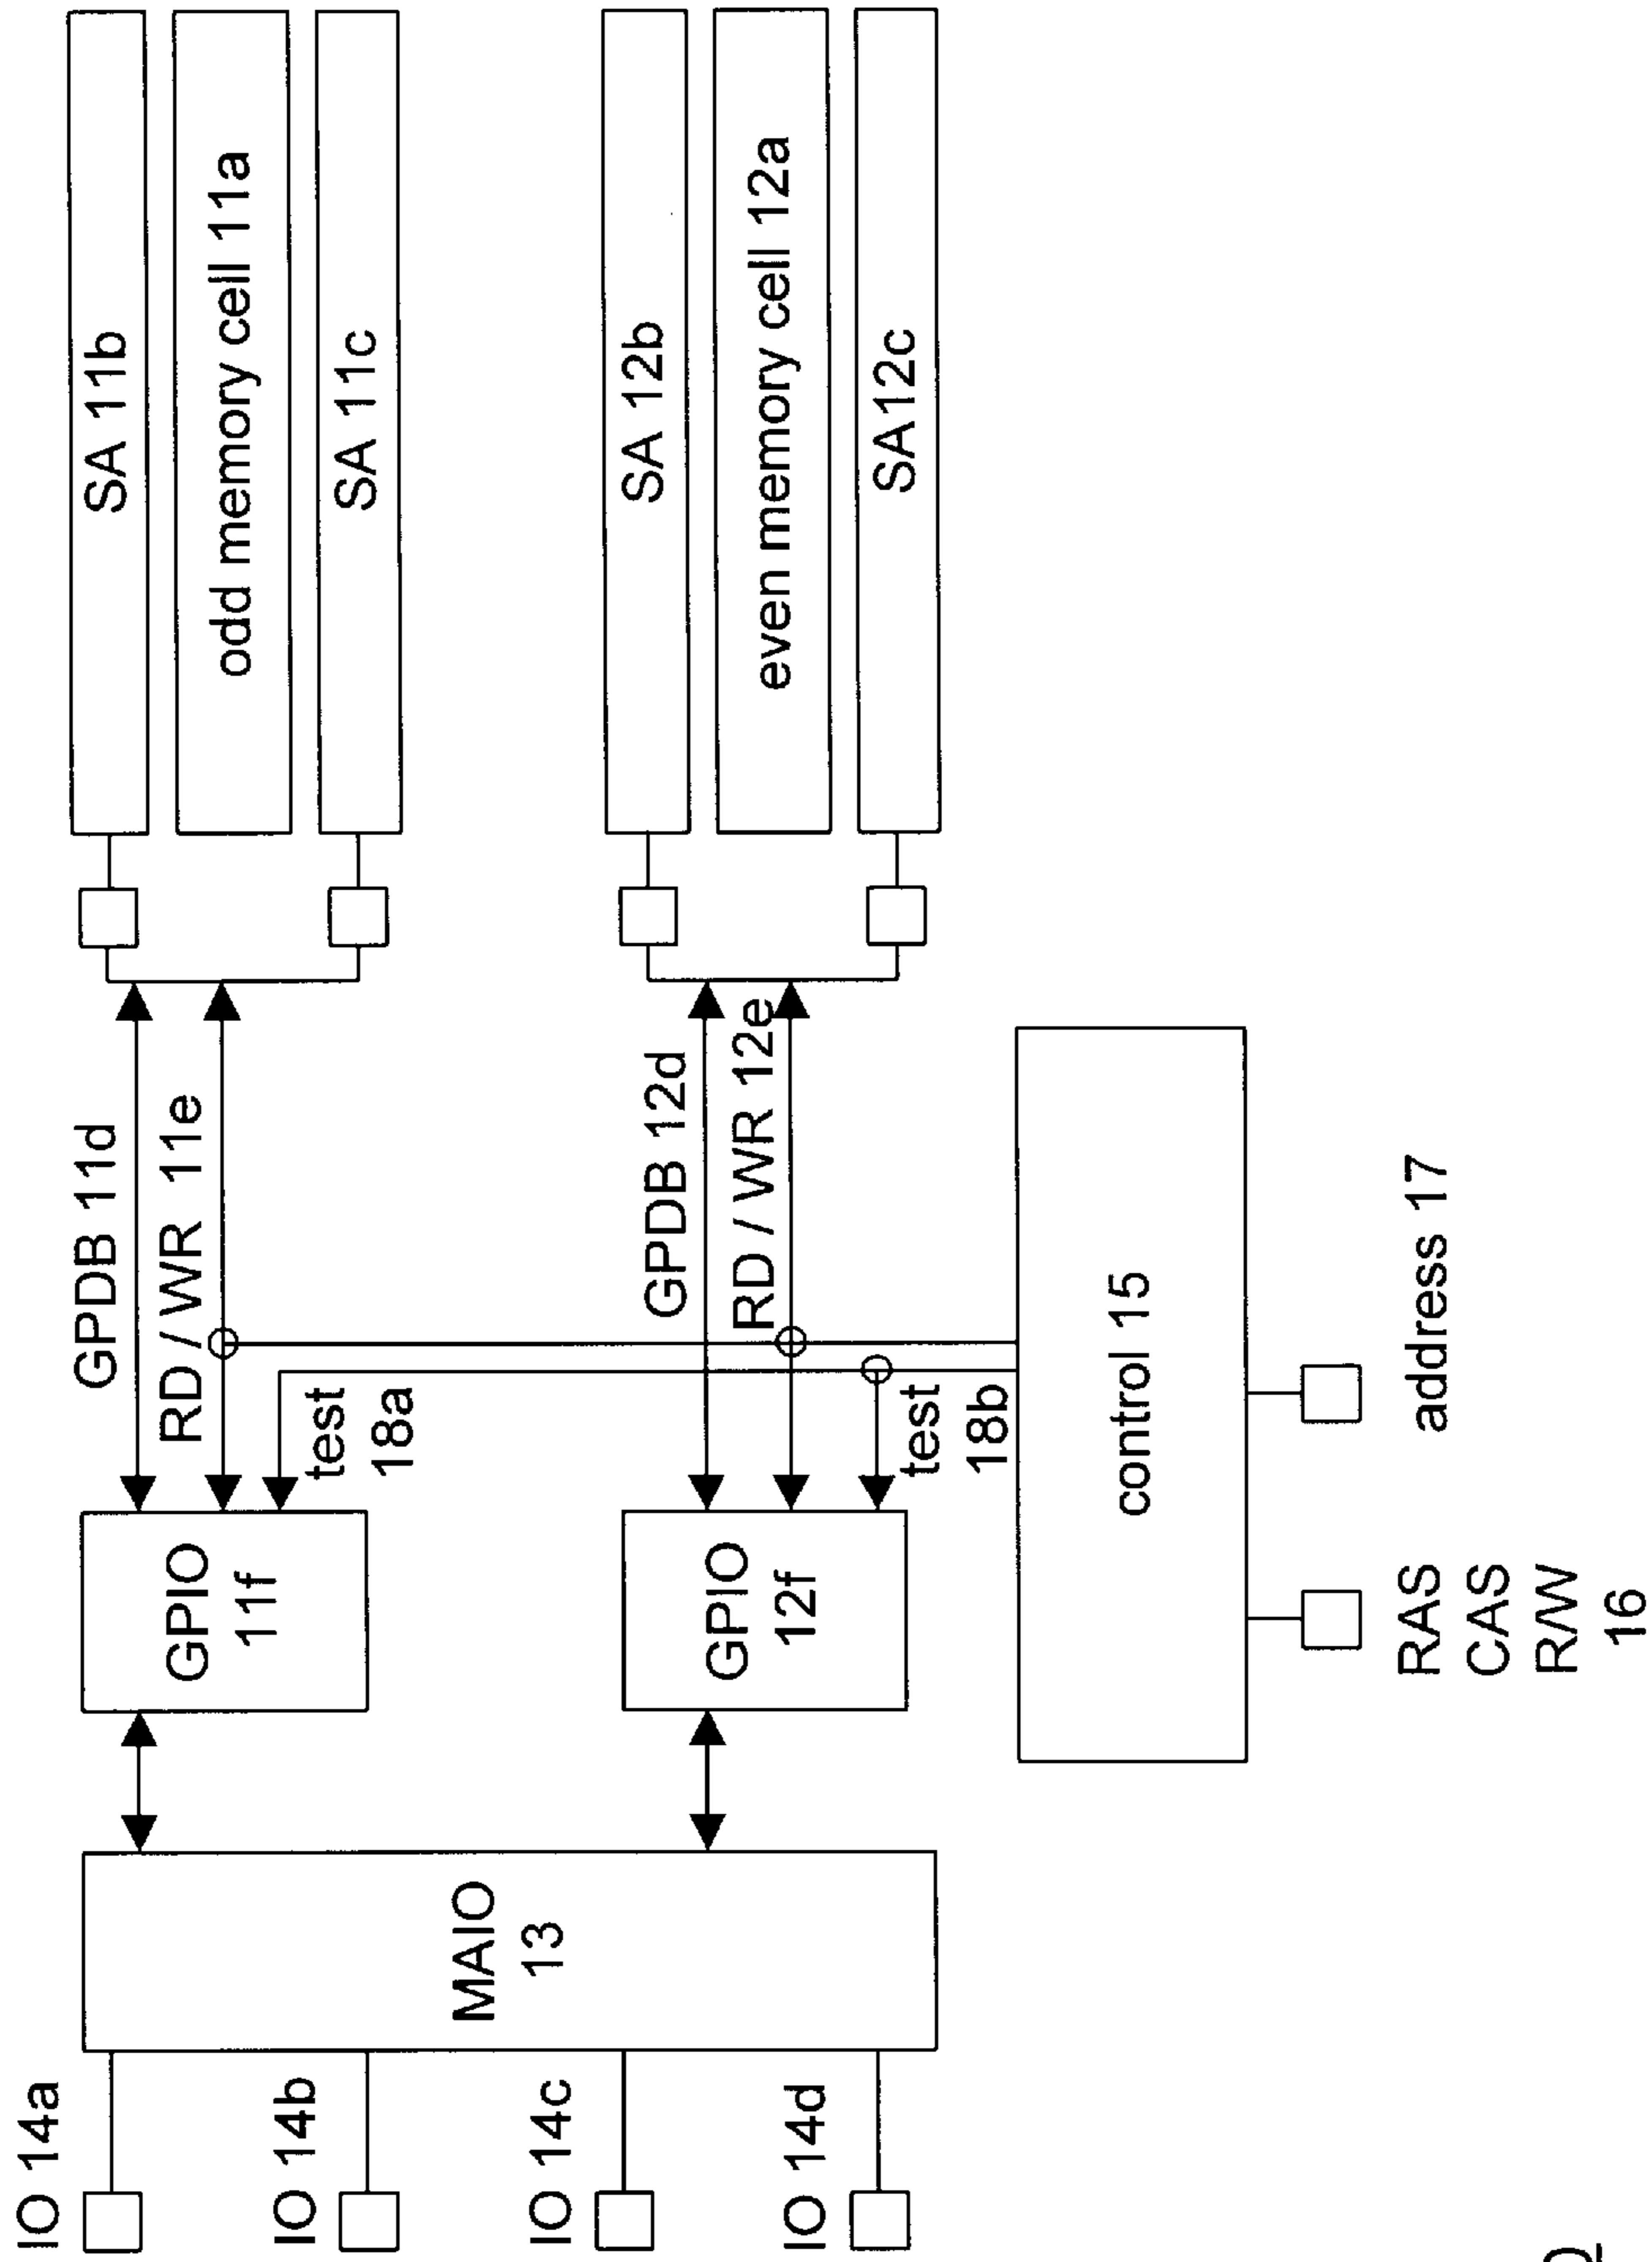 IO 14a
IO 14b
IO 14c
IO 14d
MAIO
13
GPIO
11f
GPIO
12f
GPDB 11d
RD / WR 11e
test
18a
GPDB 12d
RD / WR 12e
test
18b
SA 11b
odd memory cell 11a
SA 11c
SA 12b
even memory cell 12a
SA12c
control 15
RAS
CAS
R/W
16
address 17